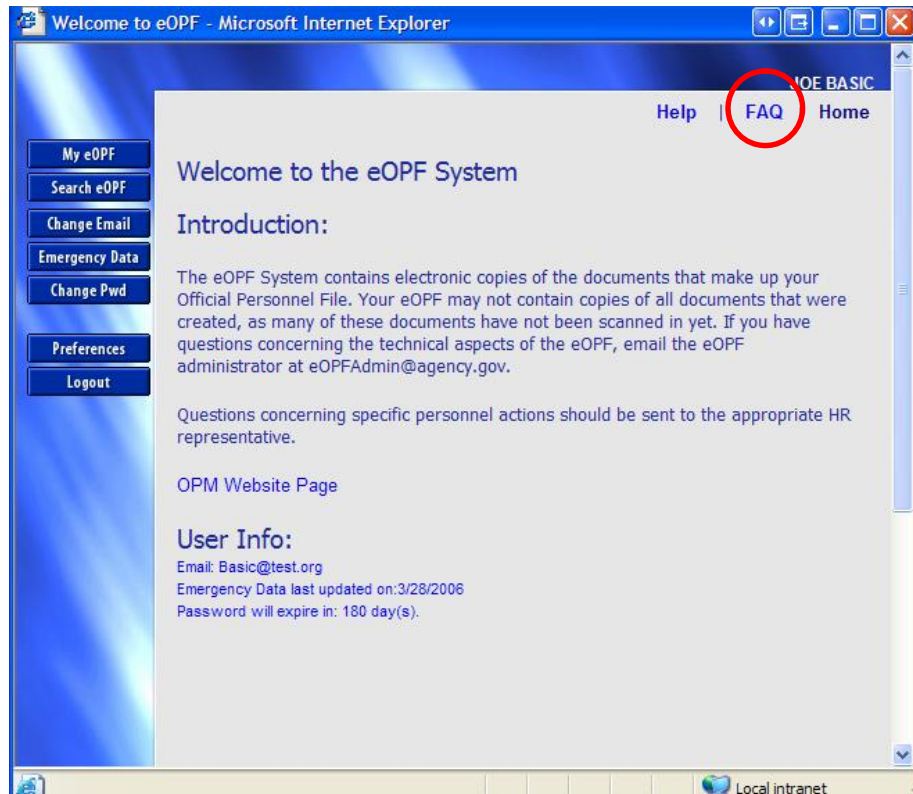 Welcome to eOPF - Microsoft Internet Explorer
JOE BASIC
Help | FAQ Home
My eOPF
Search eOPF
Change Email
Emergency Data
Change Pwd
Preferences
Logout
Welcome to the eOPF System
Introduction:
The eOPF System contains electronic copies of the documents that make up your
Official Personnel File. Your eOPF may not contain copies of all documents that were
created, as many of these documents have not been scanned in yet. If you have
questions concerning the technical aspects of the eOPF, email the eOPF
administrator at eOPFAdmin@agency.gov.
Questions concerning specific personnel actions should be sent to the appropriate HR
representative.
OPM Website Page
User Info:
Email: Basic@test.org
Emergency Data last updated on:3/28/2006
Password will expire in: 180 day(s).
Local intranet